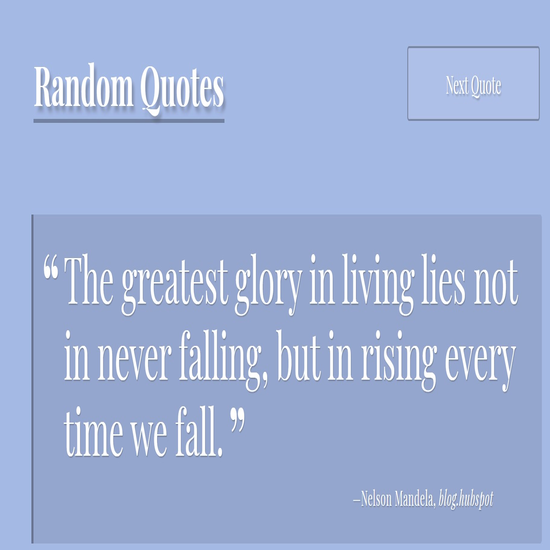 Random Quotes
Next Quote
“ The greatest glory in living lies not
in never falling, but in rising every
time we fall. ”
–Nelson Mandela, blog.hubspot